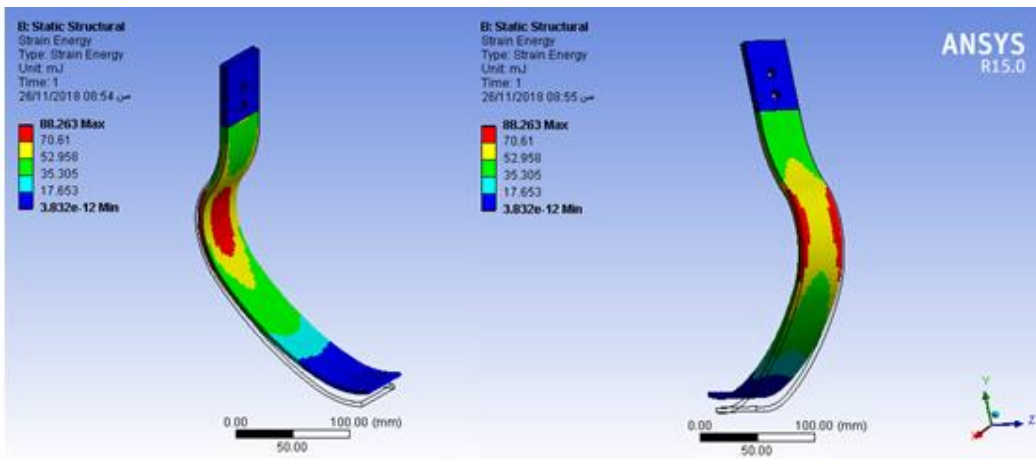 B: Static Structural
Strain Energy
Type: Strain Energy
Unit: mJ
Time: 1
26/11/2018 08:54 ص
88.263 Max
70.61
52.958
35.305
17.653
3.832e-12 Min
0.00
100.00 (mm)
50.00
B: Static Structural
Strain Energy
Type: Strain Energy
Unit: mJ
Time: 1
26/11/2018 08:55 ص
88.263 Max
70.61
52.958
35.305
17.653
3.832e-12 Min
0.00
100.00 (mm)
50.00
ANSYS
R15.0
Y
X
Z